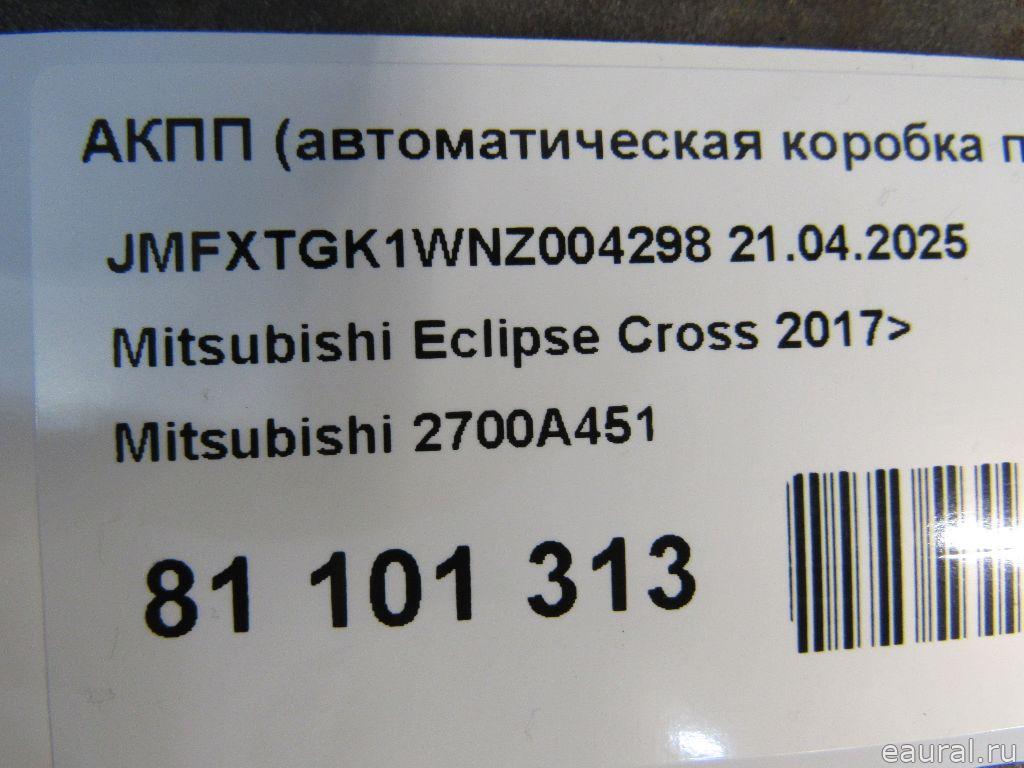 АКПП (автоматическая коробка п
JMFXTGK1WNZ004298 21.04.2025
Mitsubishi Eclipse Cross 2017>
Mitsubishi 2700A451
81 101 313
eaural.ru